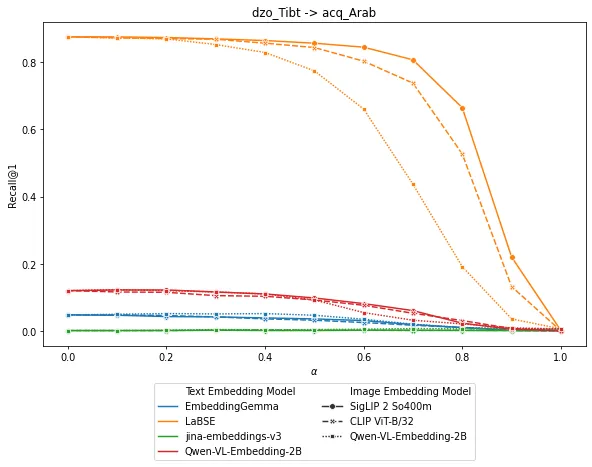 dzo_Tibt -> acq_Arab
Recall@1
0.8
0.6
0.4
0.2
0.0
0.0 0.2 0.4 0.6 0.8 1.0
α
Text Embedding Model
EmbeddingGemma
LaBSE
jina-embeddings-v3
Qwen-VL-Embedding-2B
Image Embedding Model
SigLIP 2 So400m
CLIP ViT-B/32
Qwen-VL-Embedding-2B